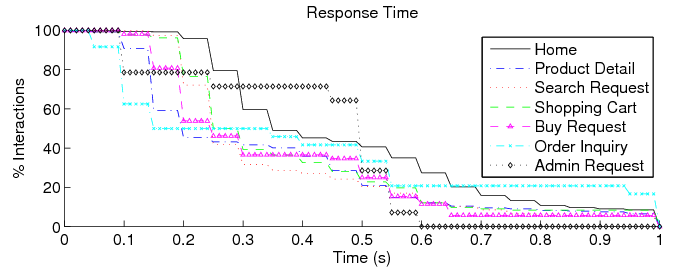 Response Time
% Interactions
100
80
60
40
20
0
0 0.1 0.2 0.3 0.4 0.5 0.6 0.7 0.8 0.9 1
Time (s)
Home
Product Detail
Search Request
Shopping Cart
Buy Request
Order Inquiry
Admin Request